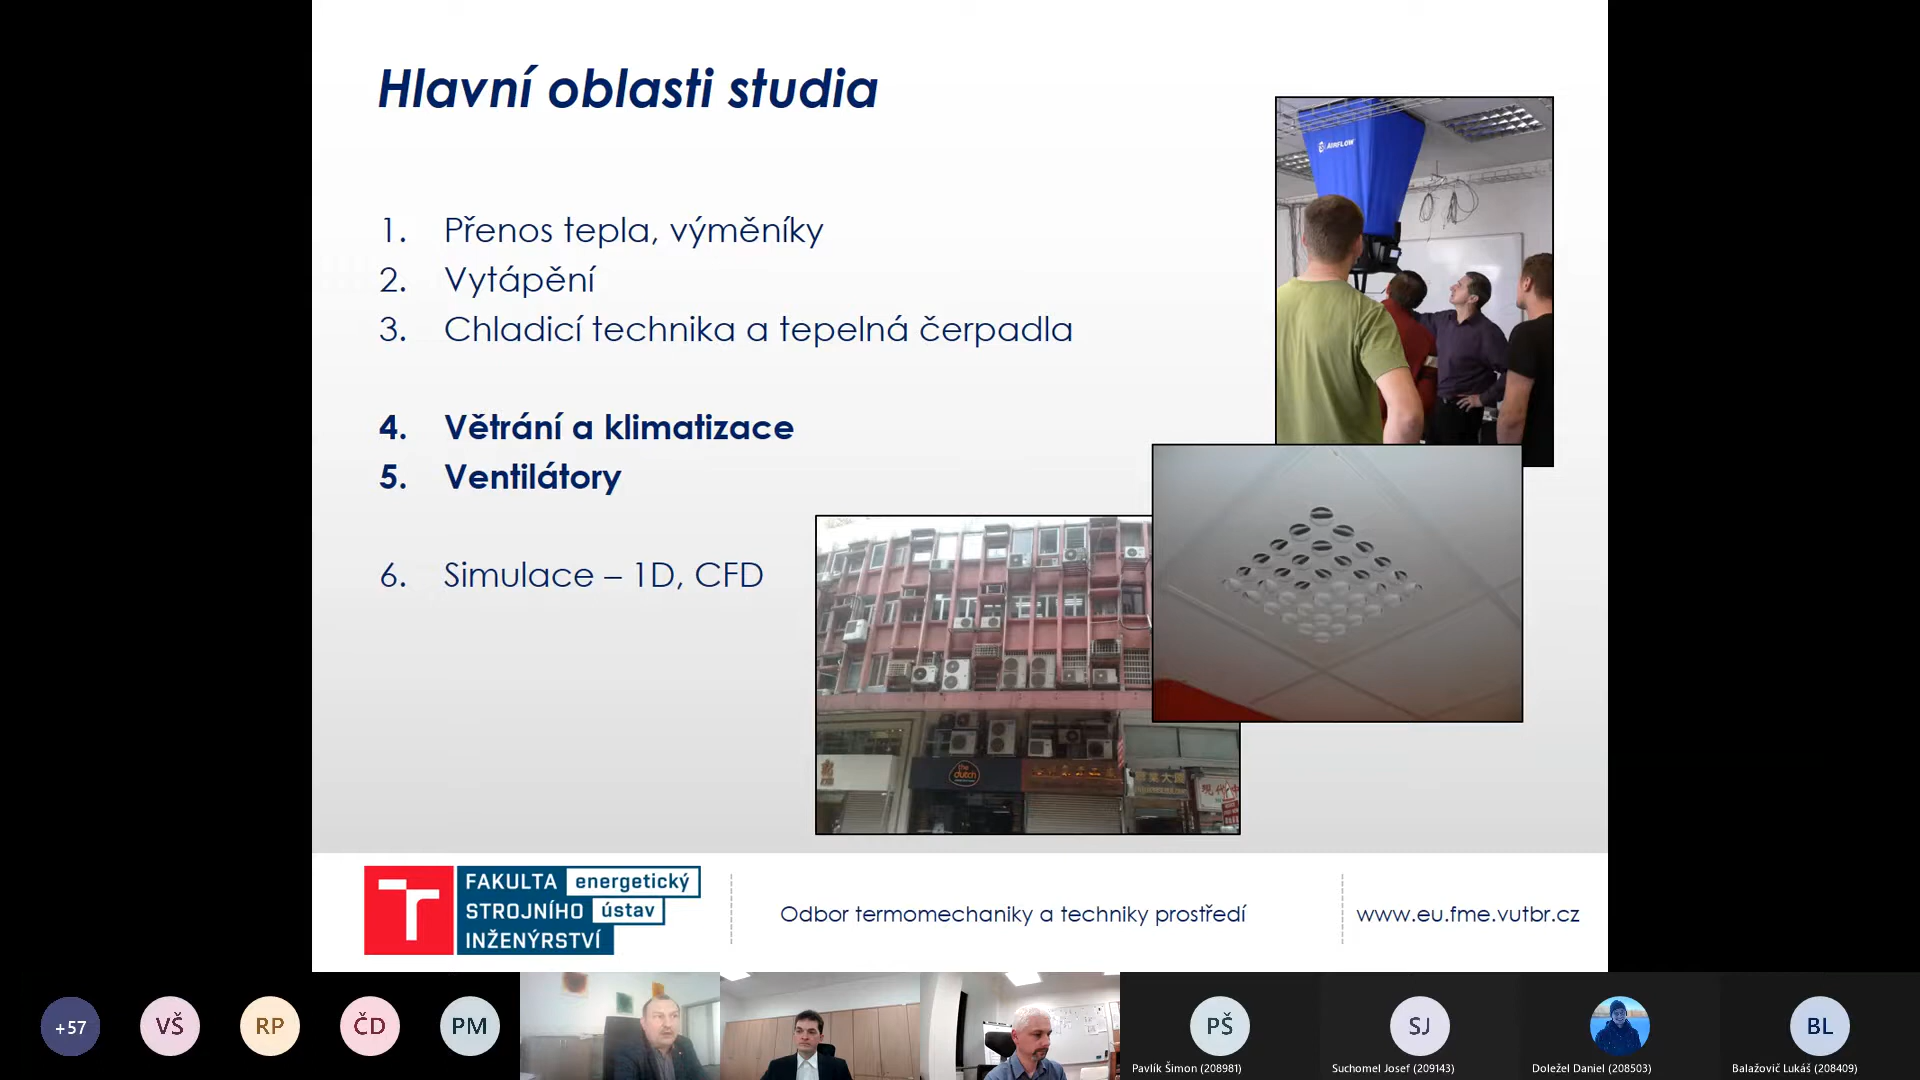 Hlavní oblasti studia
1. Přenos tepla, výměníky
2. Vytápění
3. Chladicí technika a tepelná čerpadla
4. Větrání a klimatizace
5. Ventilátory
6. Simulace – 1D, CFD
AIRFLOW
the dutch
FAKULTA energetický
STROJNÍHO ústav
INŽENÝRSTVÍ
Odbor termomechaniky a techniky prostředí
www.eu.fme.vutbr.cz
+57
VŠ
RP
ČD
PM
PŠ
Pavlík Šimon (208981)
SJ
Suchomel Josef (209143)
Doležel Daniel (208503)
BL
Balažovič Lukáš (208409)